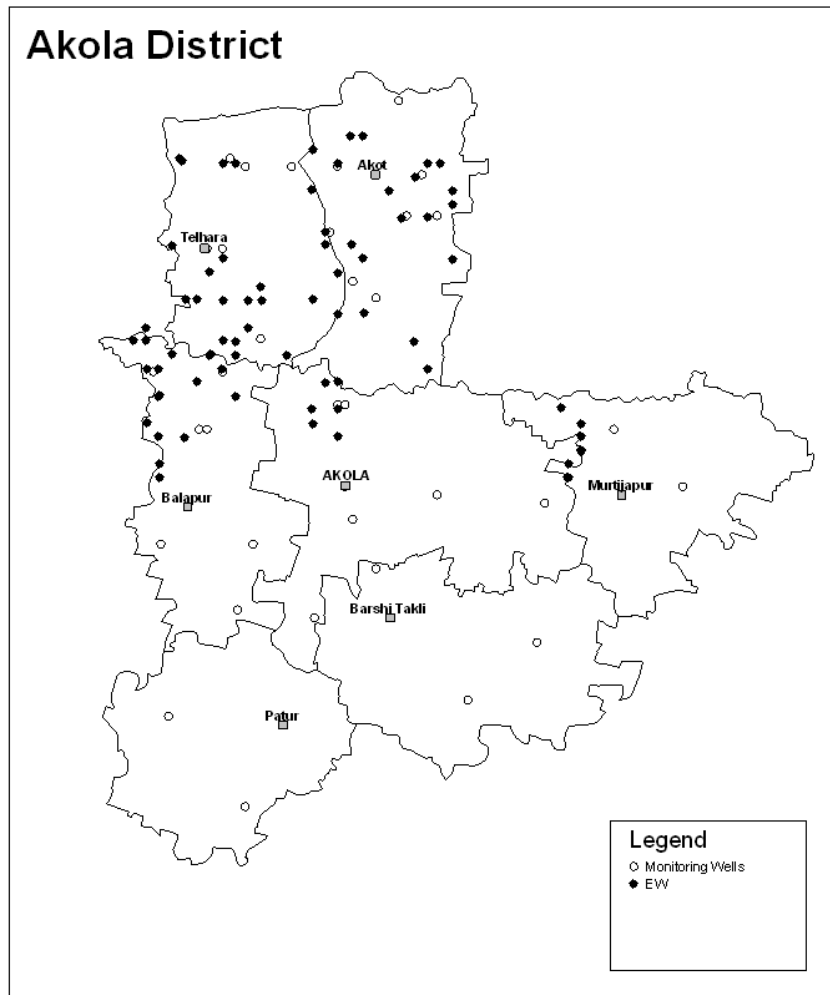 Akola District
Akot
Telhara
AKOLA
Murtijapur
Balapur
Barshi Takli
Patur
Legend
Monitoring Wells
EW